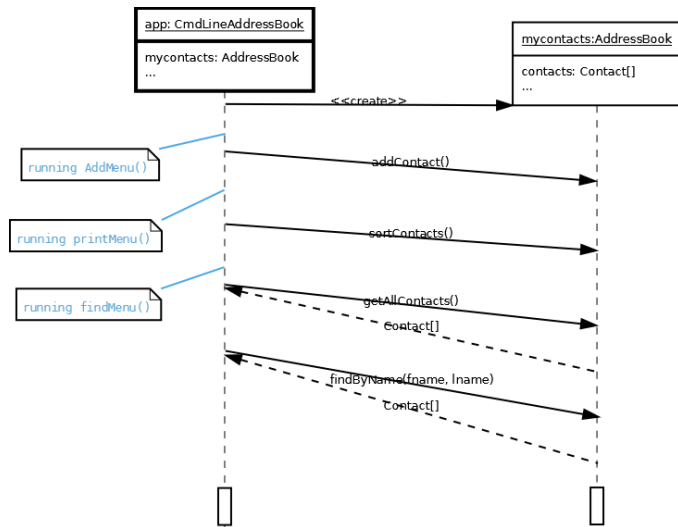 app: CmdLineAddressBook
mycontacts: AddressBook
...
mycontacts:AddressBook
contacts: Contact[]
...
<<create>>
running AddMenu()
addContact()
running printMenu()
sortContacts()
running findMenu()
getAllContacts()
Contact[]
findByName(fname, lname)
Contact[]